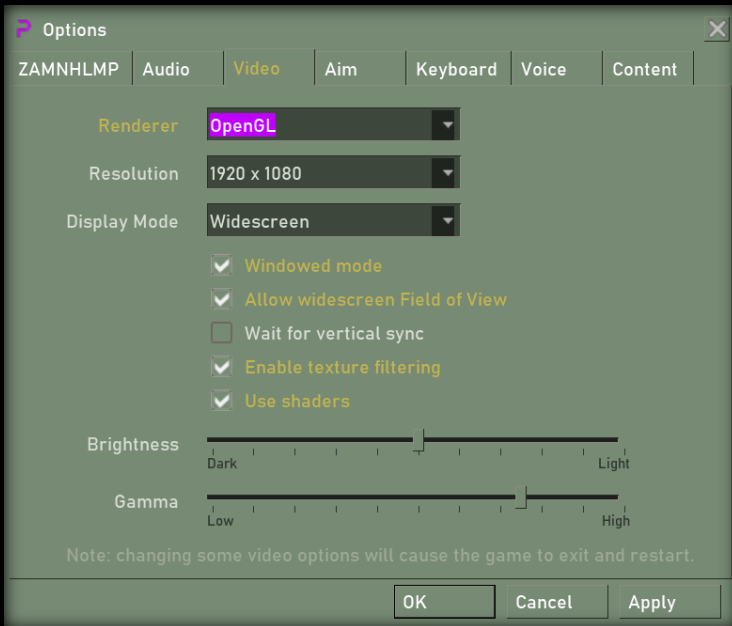 Options
ZAMNHLMP Audio Video Aim Keyboard Voice Content
Renderer OpenGL
Resolution 1920 x 1080
Display Mode Widescreen
Windowed mode
Allow widescreen Field of View
Wait for vertical sync
Enable texture filtering
Use shaders
Brightness
Dark Light
Gamma
Low High
Note: changing some video options will cause the game to exit and restart.
OK Cancel Apply